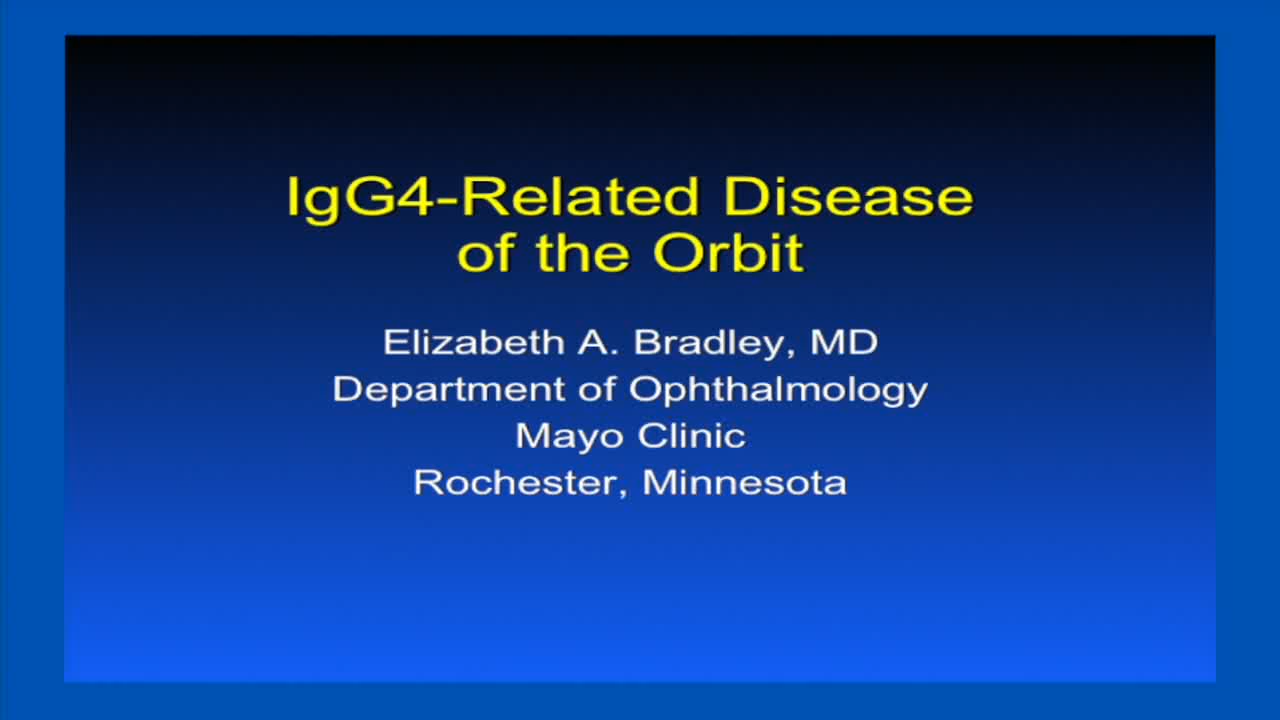 IgG4-Related Disease
of the Orbit
Elizabeth A. Bradley, MD
Department of Ophthalmology
Mayo Clinic
Rochester, Minnesota